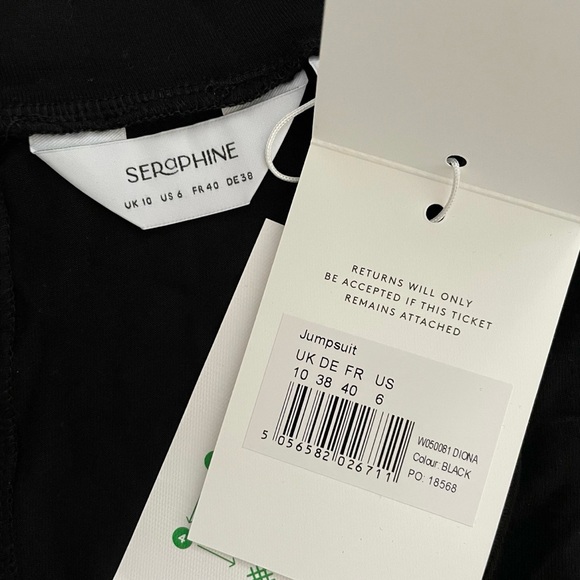 SERAPHINE
UK 10 US 6 FR 40 DE 38
RETURNS WILL ONLY
BE ACCEPTED IF THIS TICKET
REMAINS ATTACHED
Jumpsuit
UK DE FR US
10 38 40 6
5 056582 026711
W050081 DIONA
Colour: BLACK
PO: 18568
4